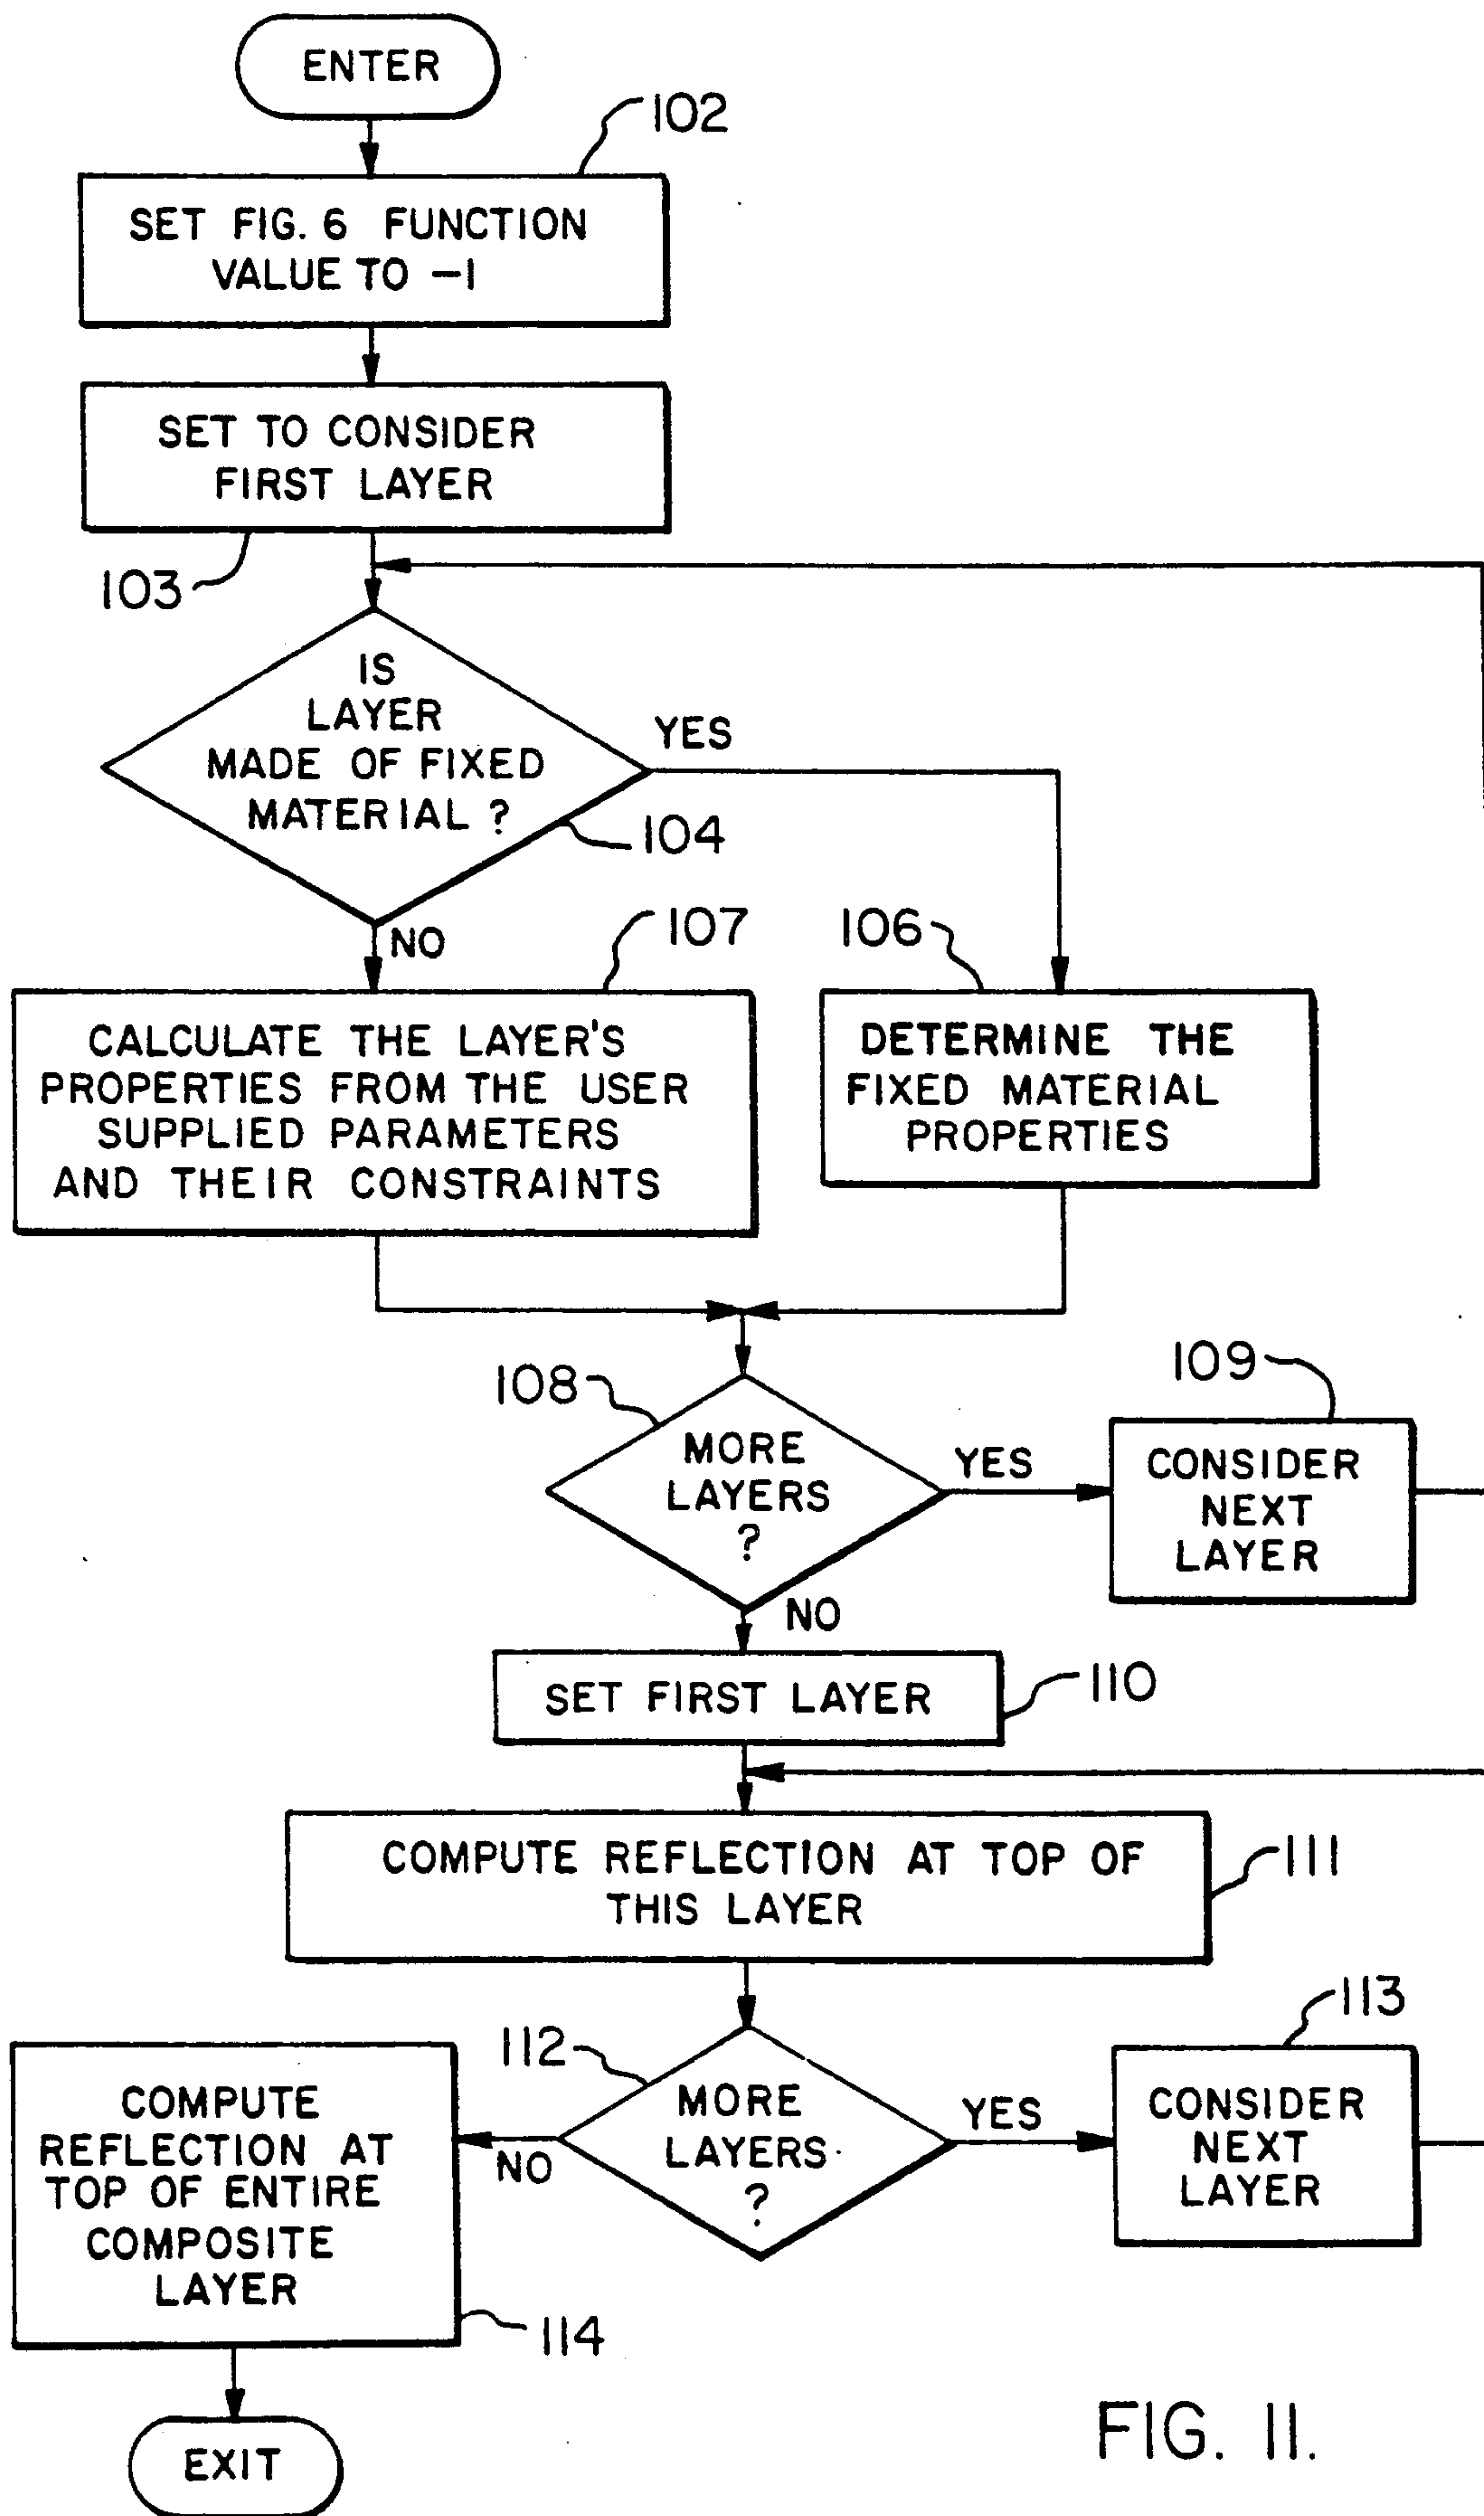 ENTER
102
SET FIG. 6 FUNCTION
VALUE TO -1
SET TO CONSIDER
FIRST LAYER
103
IS
LAYER
MADE OF FIXED
MATERIAL ?
YES
104
NO
107
106
CALCULATE THE LAYER'S
PROPERTIES FROM THE USER
SUPPLIED PARAMETERS
AND THEIR CONSTRAINTS
DETERMINE THE
FIXED MATERIAL
PROPERTIES
108
MORE
LAYERS
?
YES
109
CONSIDER
NEXT
LAYER
NO
SET FIRST LAYER
110
COMPUTE REFLECTION AT TOP OF
THIS LAYER
111
112
MORE
LAYERS
?
YES
113
CONSIDER
NEXT
LAYER
NO
COMPUTE
REFLECTION AT
TOP OF ENTIRE
COMPOSITE
LAYER
114
EXIT
FIG. 11.